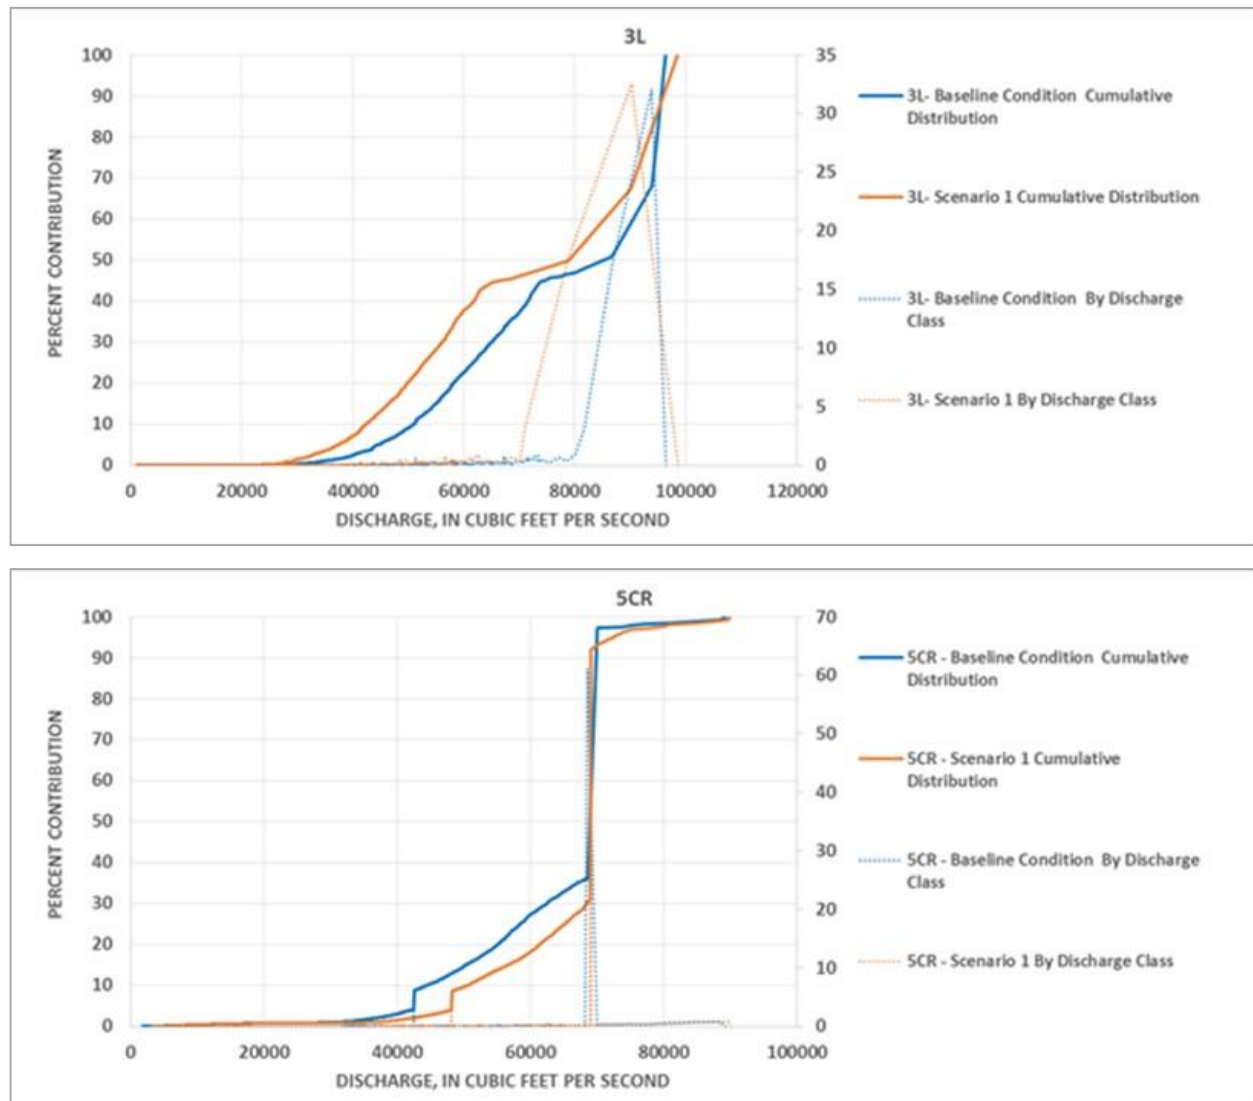 3L
100
90
80
70
60
50
40
30
20
10
0
35
30
25
20
15
10
5
0
0 20000 40000 60000 80000 100000 120000
PERCENT CONTRIBUTION
DISCHARGE, IN CUBIC FEET PER SECOND
3L- Baseline Condition Cumulative
Distribution
3L- Scenario 1 Cumulative Distribution
3L- Baseline Condition By Discharge
Class
3L- Scenario 1 By Discharge Class
5CR
100
90
80
70
60
50
40
30
20
10
0
70
60
50
40
30
20
10
0
0 20000 40000 60000 80000 100000
PERCENT CONTRIBUTION
DISCHARGE, IN CUBIC FEET PER SECOND
5CR - Baseline Condition Cumulative
Distribution
5CR - Scenario 1 Cumulative
Distribution
5CR - Baseline Condition By Discharge
Class
5CR - Scenario 1 By Discharge Class